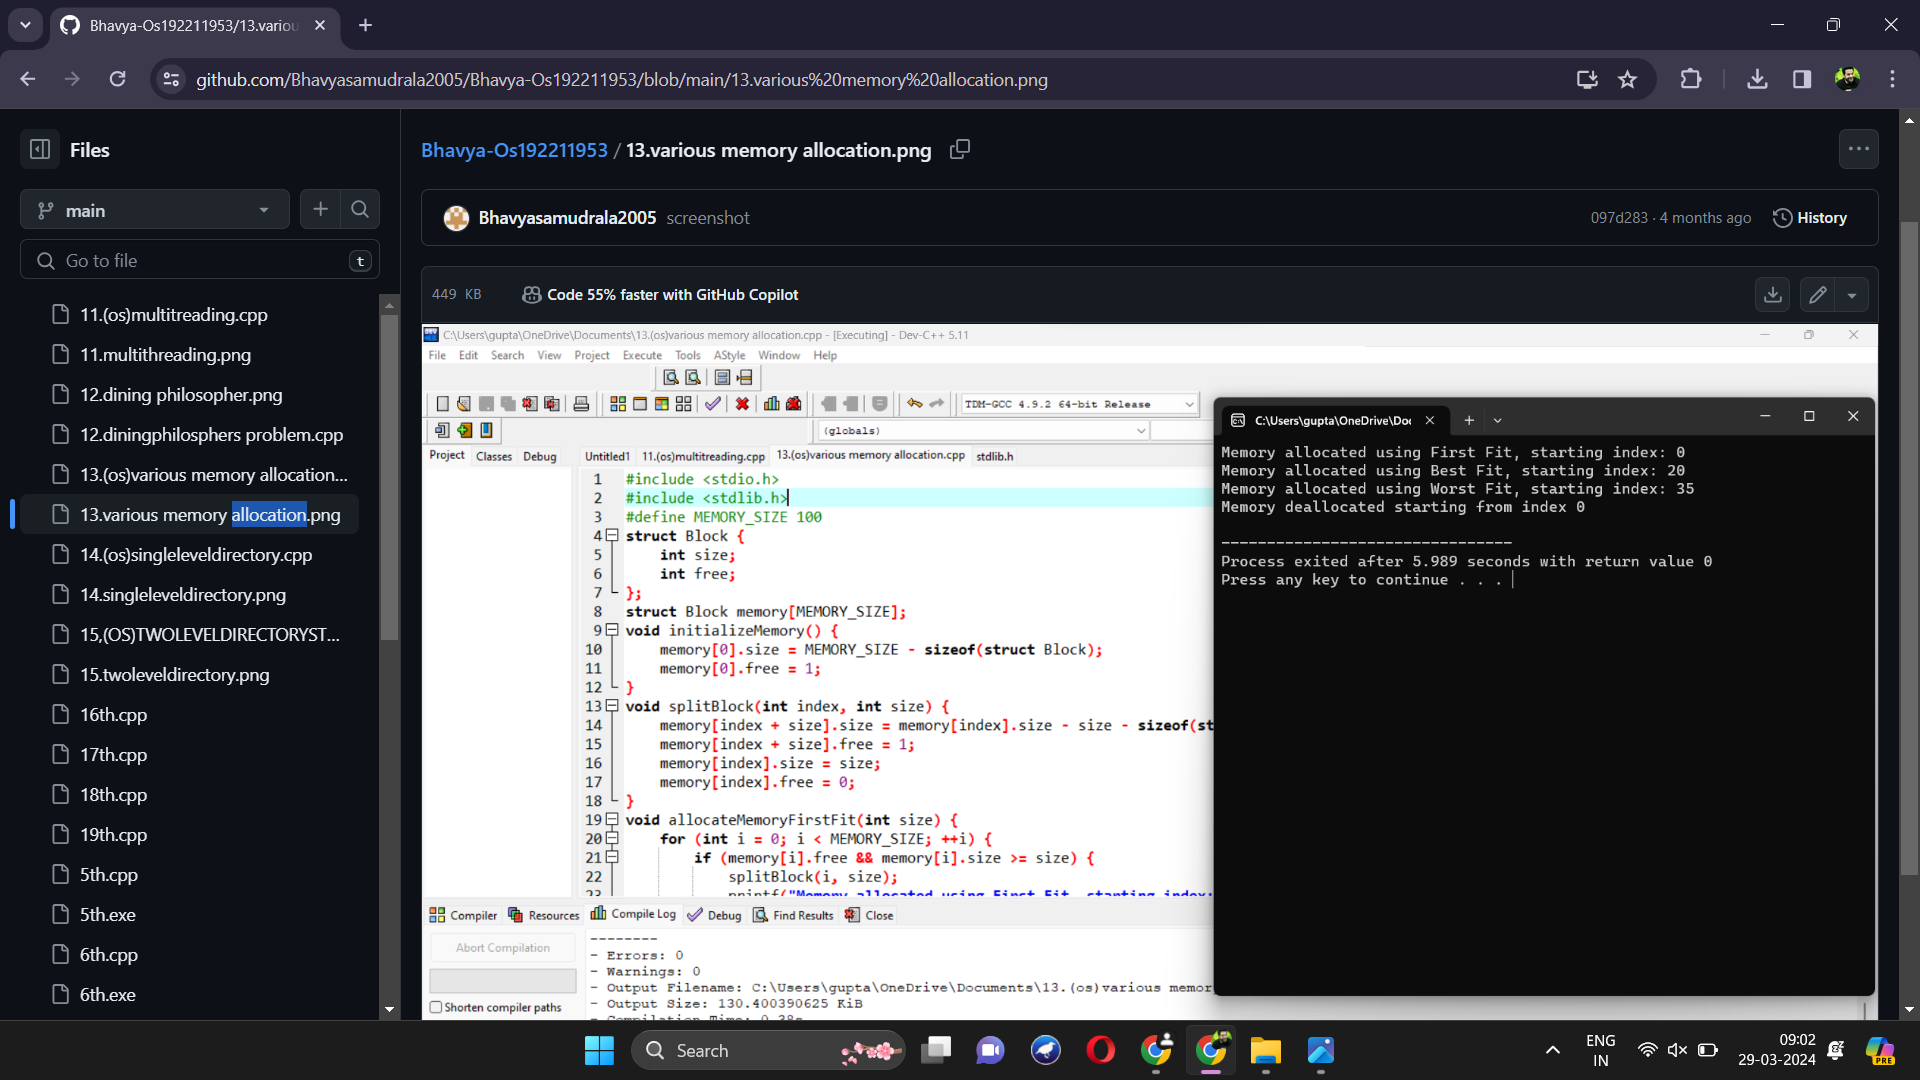 Bhavya-Os192211953/13.variou
github.com/Bhavyasamudrala2005/Bhavya-Os192211953/blob/main/13.various%20memory%20allocation.png
Files
main
Go to file
t
11.(os)multitreading.cpp
11.multithreading.png
12.dining philosopher.png
12.diningphilosphers problem.cpp
13.(os)various memory allocation...
13.various memory allocation.png
14.(os)singleleveldirectory.cpp
14.singleleveldirectory.png
15,(OS)TWOLEVELDIRECTORYST...
15.twoleveldirectory.png
16th.cpp
17th.cpp
18th.cpp
19th.cpp
5th.cpp
5th.exe
6th.cpp
6th.exe
Bhavya-Os192211953 / 13.various memory allocation.png
Bhavyasamudrala2005 screenshot
097d283 · 4 months ago
History
449 KB
Code 55% faster with GitHub Copilot
C:\Users\gupta\OneDrive\Documents\13.(os)various memory allocation.cpp - [Executing] - Dev-C++ 5.11
File Edit Search View Project Execute Tools AStyle Window Help
TDM-GCC 4.9.2 64-bit Release
(globals)
Project Classes Debug
Untitled1 11.(os)multitreading.cpp 13.(os)various memory allocation.cpp stdlib.h
1 #include <stdio.h>
2 #include <stdlib.h>
3 #define MEMORY_SIZE 100
4 struct Block {
5 int size;
6 int free;
7 };
8 struct Block memory[MEMORY_SIZE];
9 void initializeMemory() {
10 memory[0].size = MEMORY_SIZE - sizeof(struct Block);
11 memory[0].free = 1;
12 }
13 void splitBlock(int index, int size) {
14 memory[index + size].size = memory[index].size - size - sizeof(st
15 memory[index + size].free = 1;
16 memory[index].size = size;
17 memory[index].free = 0;
18 }
19 void allocateMemoryFirstFit(int size) {
20 for (int i = 0; i < MEMORY_SIZE; ++i) {
21 if (memory[i].free && memory[i].size >= size) {
22 splitBlock(i, size);
23 printf("Memory allocated using First Fit, starting index:
Compiler Resources Compile Log Debug Find Results Close
Abort Compilation
Shorten compiler paths
--------
- Errors: 0
- Warnings: 0
- Output Filename: C:\Users\gupta\OneDrive\Documents\13.(os)various memor
- Output Size: 130.400390625 KiB
- Compilation Time: 0.38s
C:\Users\gupta\OneDrive\Doc
Memory allocated using First Fit, starting index: 0
Memory allocated using Best Fit, starting index: 20
Memory allocated using Worst Fit, starting index: 35
Memory deallocated starting from index 0
--------------------------------
Process exited after 5.989 seconds with return value 0
Press any key to continue . . .
Search
ENG
IN
09:02
29-03-2024
PRE